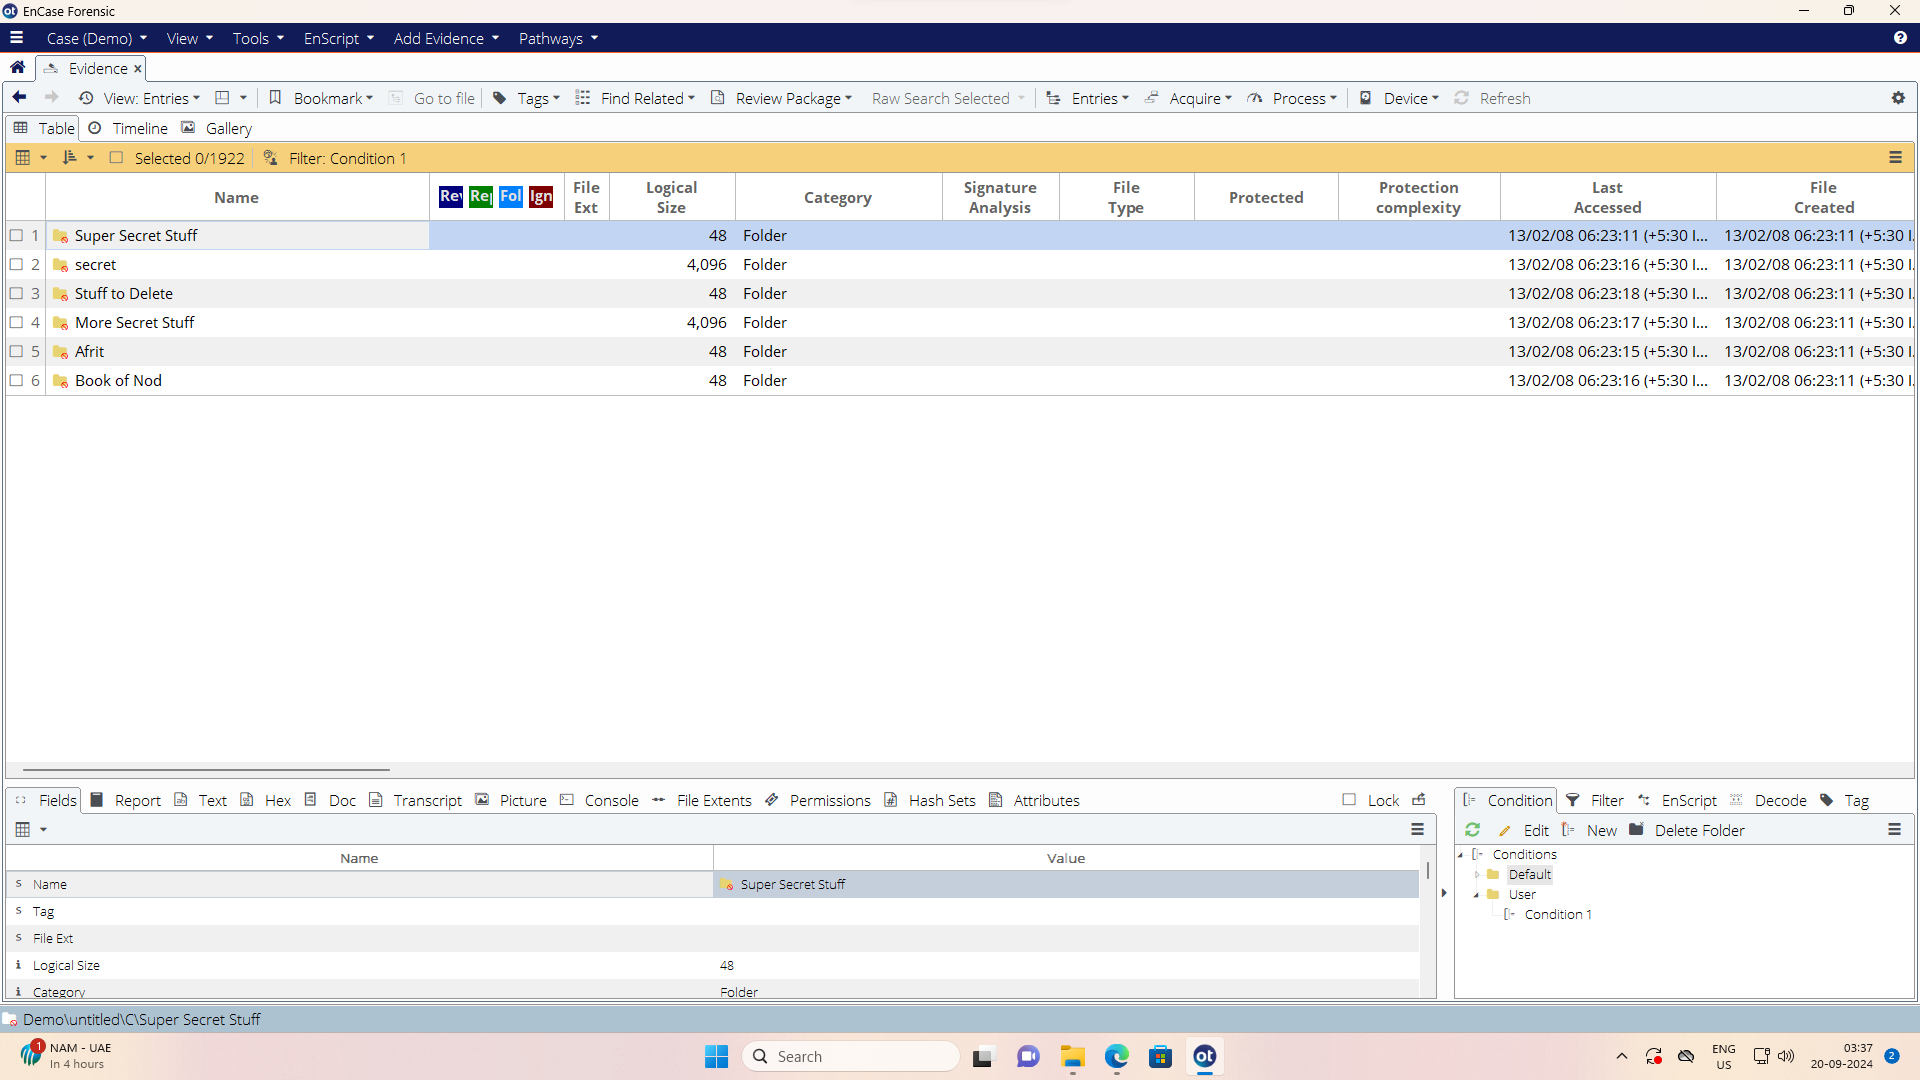 EnCase Forensic
Case (Demo) View Tools EnScript Add Evidence Pathways
Evidence
View: Entries Bookmark Go to file Tags Find Related Review Package Raw Search Selected Entries Acquire Process Device Refresh
Table Timeline Gallery
Selected 0/1922 Filter: Condition 1
Name Rev Rep Fol Ign File Ext Logical Size Category Signature Analysis File Type Protected Protection complexity Last Accessed File Created
1 Super Secret Stuff 48 Folder 13/02/08 06:23:11 (+5:30 I... 13/02/08 06:23:11 (+5:30 I.
2 secret 4,096 Folder 13/02/08 06:23:16 (+5:30 I... 13/02/08 06:23:11 (+5:30 I.
3 Stuff to Delete 48 Folder 13/02/08 06:23:18 (+5:30 I... 13/02/08 06:23:11 (+5:30 I.
4 More Secret Stuff 4,096 Folder 13/02/08 06:23:17 (+5:30 I... 13/02/08 06:23:11 (+5:30 I.
5 Afrit 48 Folder 13/02/08 06:23:15 (+5:30 I... 13/02/08 06:23:11 (+5:30 I.
6 Book of Nod 48 Folder 13/02/08 06:23:16 (+5:30 I... 13/02/08 06:23:11 (+5:30 I.
Fields Report Text Hex Doc Transcript Picture Console File Extents Permissions Hash Sets Attributes Lock
Name Value
s Name Super Secret Stuff
s Tag
s File Ext
i Logical Size 48
i Category Folder
Condition Filter EnScript Decode Tag
Edit New Delete Folder
Conditions
Default
User
Condition 1
Demo\untitled\C\Super Secret Stuff
1 NAM - UAE
In 4 hours
Search
ot
ENG
US
03:37
20-09-2024
2